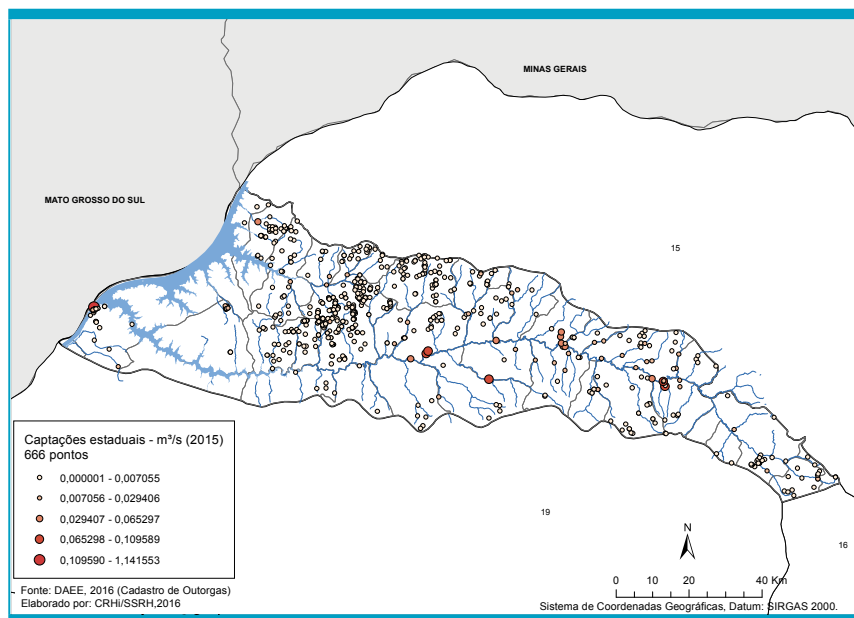 MINAS GERAIS
MATO GROSSO DO SUL
15
Captações estaduais - m³/s (2015)
666 pontos
0,000001 - 0,007055
0,007056 - 0,029406
0,029407 - 0,065297
0,065298 - 0,109589
0,109590 - 1,141553
19
16
N
0 10 20 40 Km
Fonte: DAEE, 2016 (Cadastro de Outorgas)
Elaborado por: CRHi/SSRH,2016
Sistema de Coordenadas Geográficas, Datum: SIRGAS 2000.